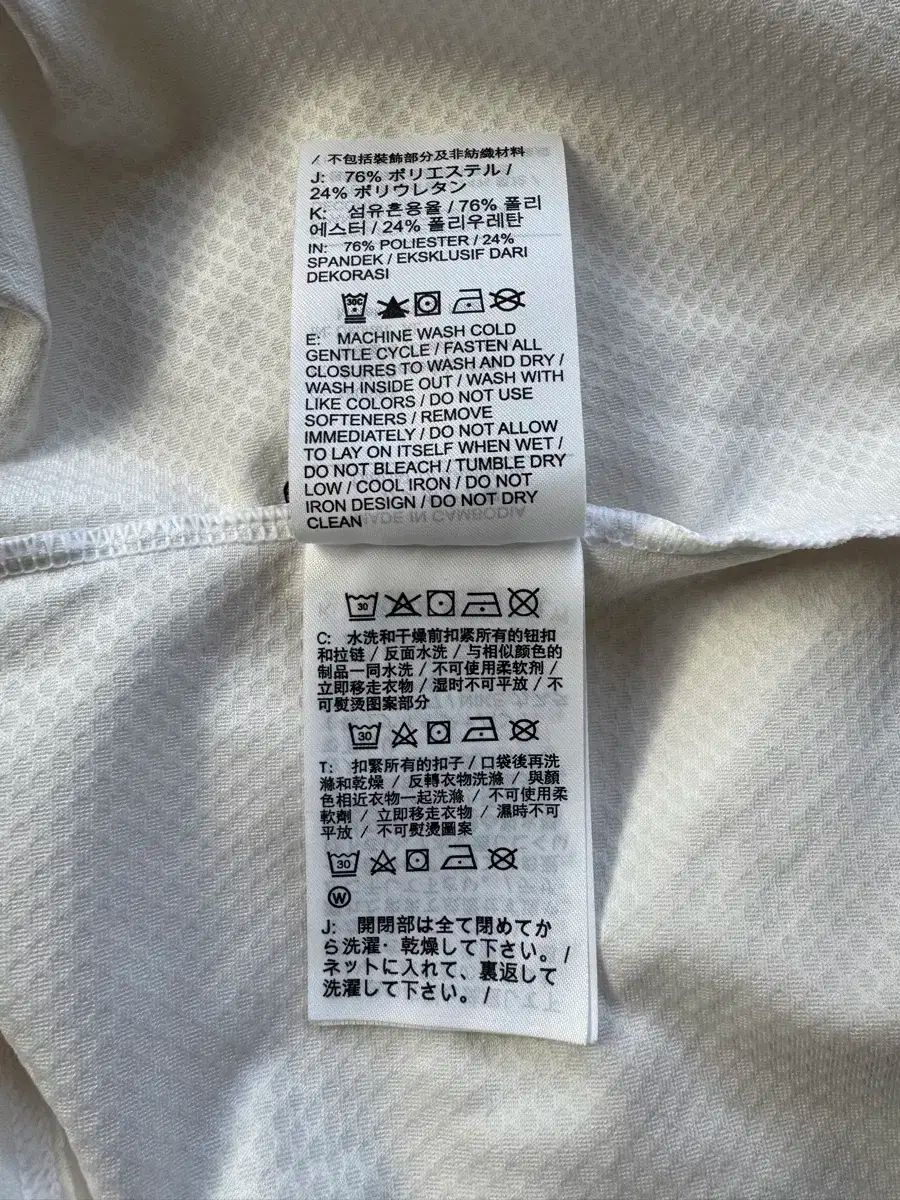 / 不包括裝飾部分及非紡織材料
J: 76% ポリエステル /
24% ポリウレタン
K: 섬유혼용율 / 76% 폴리
에스터 / 24% 폴리우레탄
IN: 76% POLIESTER / 24%
SPANDEK / EKSKLUSIF DARI
DEKORASI
30C
E: MACHINE WASH COLD
GENTLE CYCLE / FASTEN ALL
CLOSURES TO WASH AND DRY /
WASH INSIDE OUT / WASH WITH
LIKE COLORS / DO NOT USE
SOFTENERS / REMOVE
IMMEDIATELY / DO NOT ALLOW
TO LAY ON ITSELF WHEN WET /
DO NOT BLEACH / TUMBLE DRY
LOW / COOL IRON / DO NOT
IRON DESIGN / DO NOT DRY
CLEAN
MADE IN CAMBODIA
30
C: 水洗和干燥前扣紧所有的钮扣
和拉链 / 反面水洗 / 与相似颜色的
制品一同水洗 / 不可使用柔软剂 /
立即移走衣物 / 湿时不可平放 / 不
可熨烫图案部分
30
T: 扣緊所有的扣子 / 口袋後再洗
滌和乾燥 / 反轉衣物洗滌 / 與顏
色相近衣物一起洗滌 / 不可使用柔
軟劑 / 立即移走衣物 / 濕時不可
平放 / 不可熨燙圖案
30
W
J: 開閉部は全て閉めてか
ら洗濯・乾燥して下さい。/
ネットに入れて、裏返して
洗濯して下さい。/